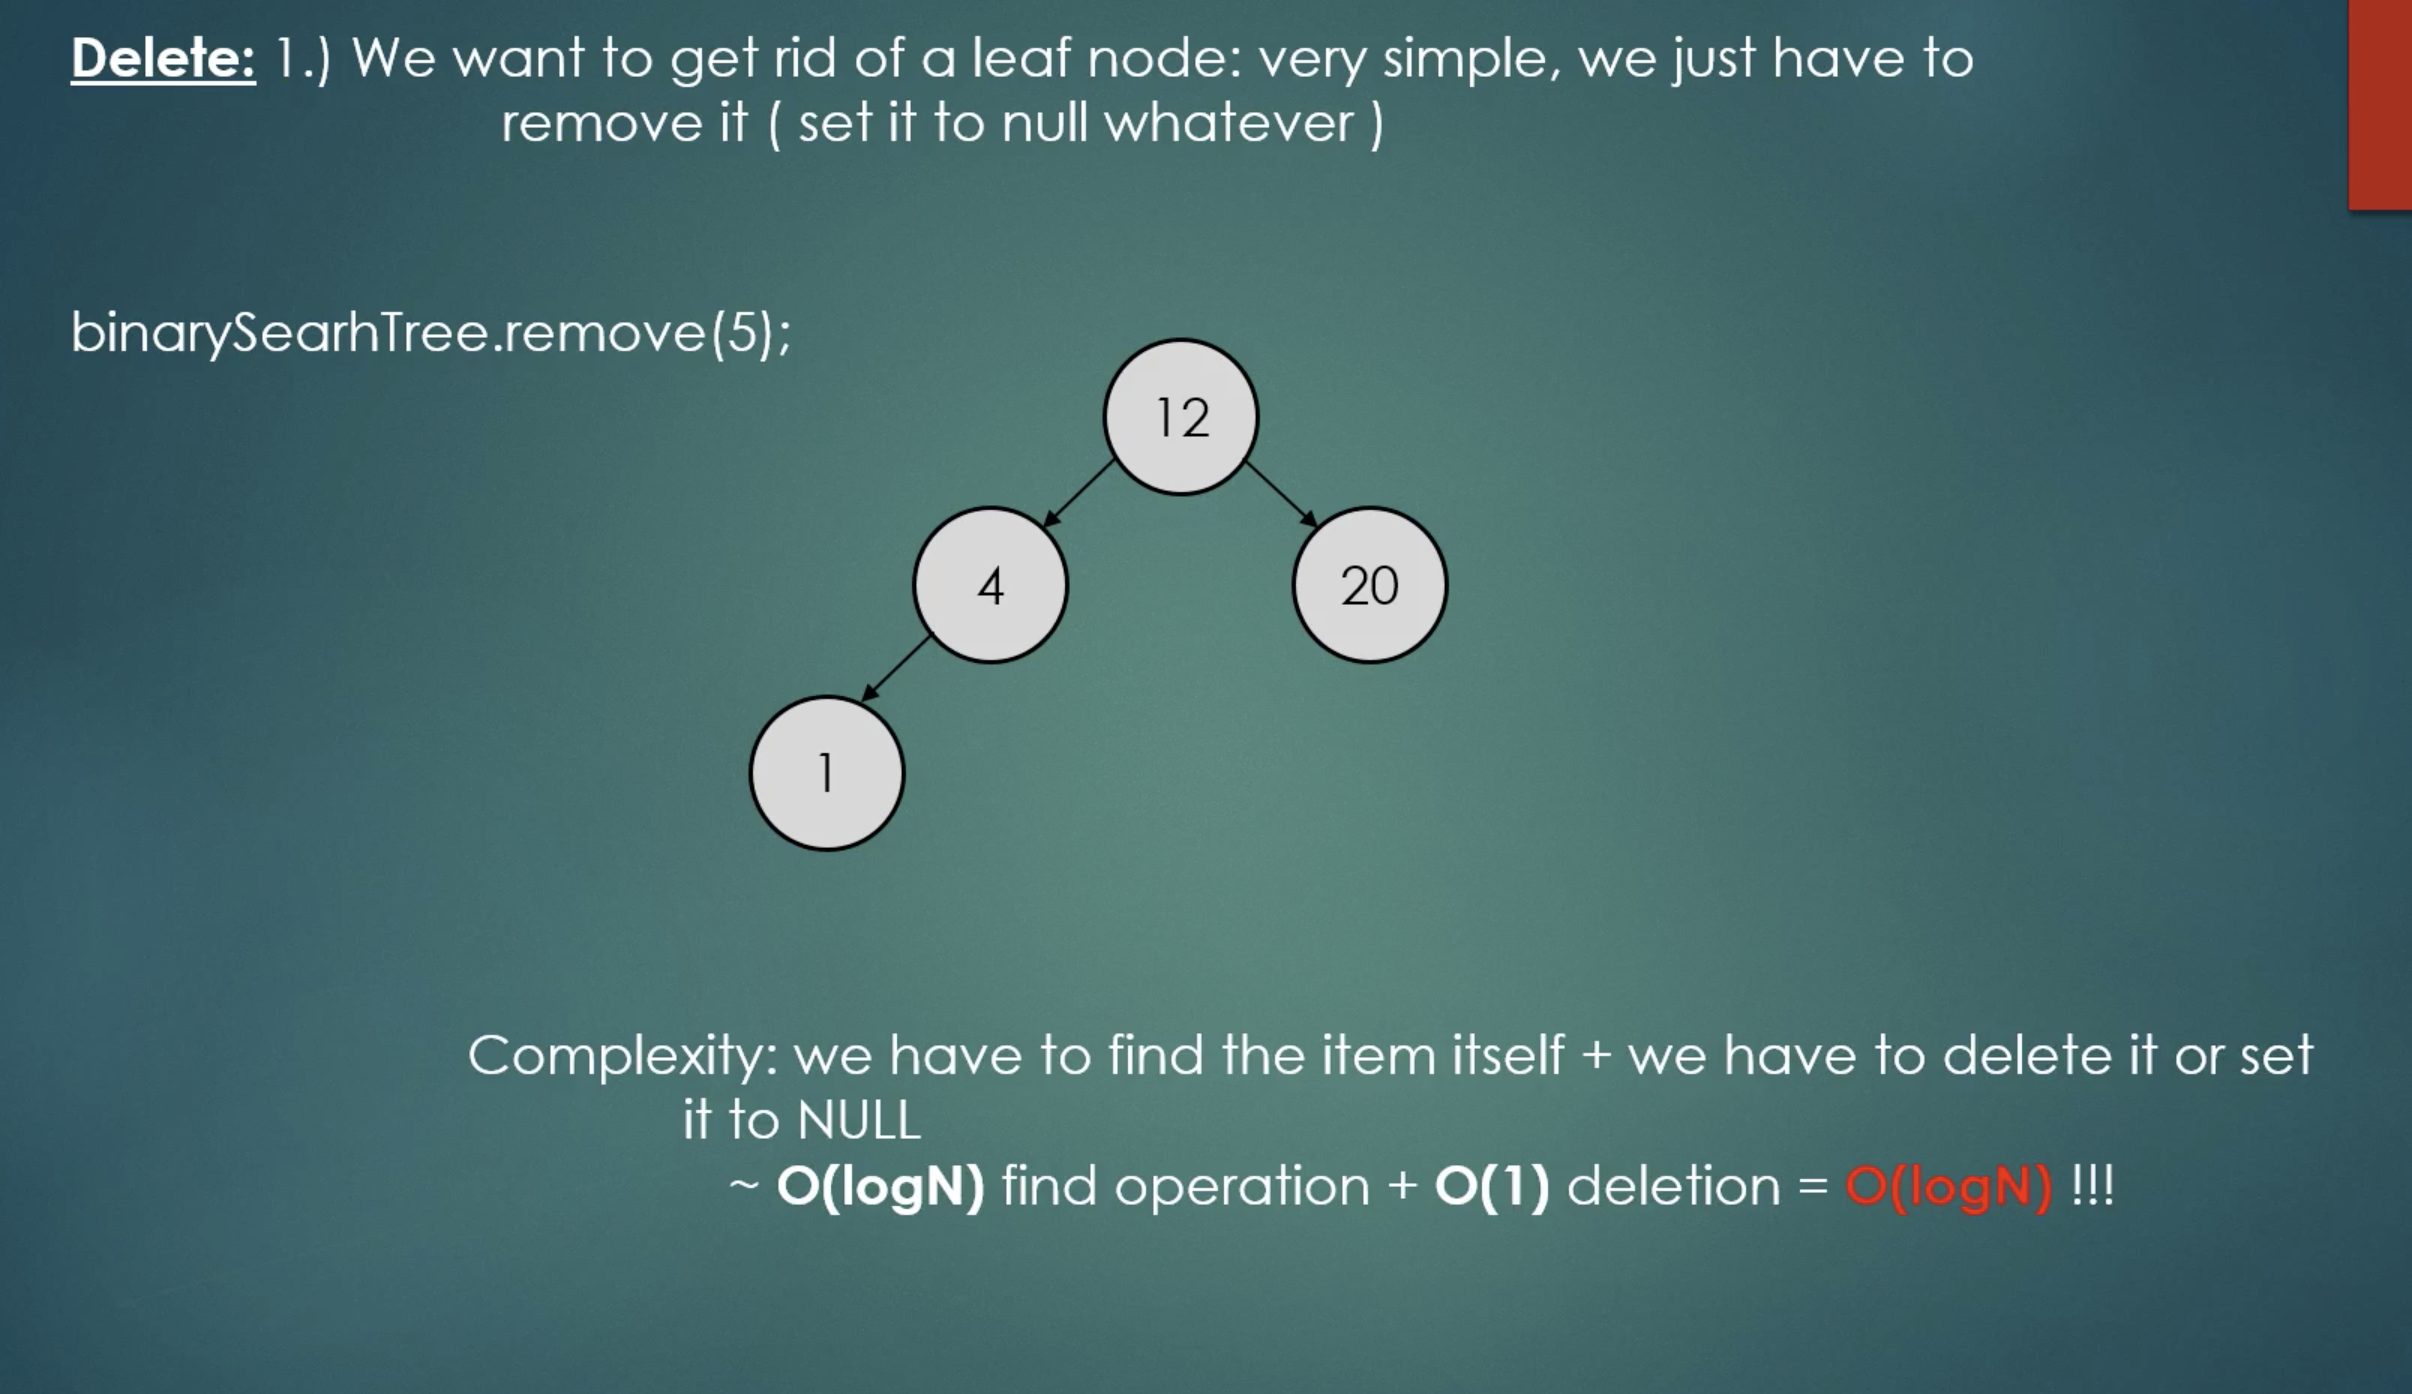 Delete: 1.) We want to get rid of a leaf node: very simple, we just have to
remove it ( set it to null whatever )
binarySearhTree.remove(5);
12
4
20
1
Complexity: we have to find the item itself + we have to delete it or set
it to NULL
~ O(logN) find operation + O(1) deletion = O(logN) !!!